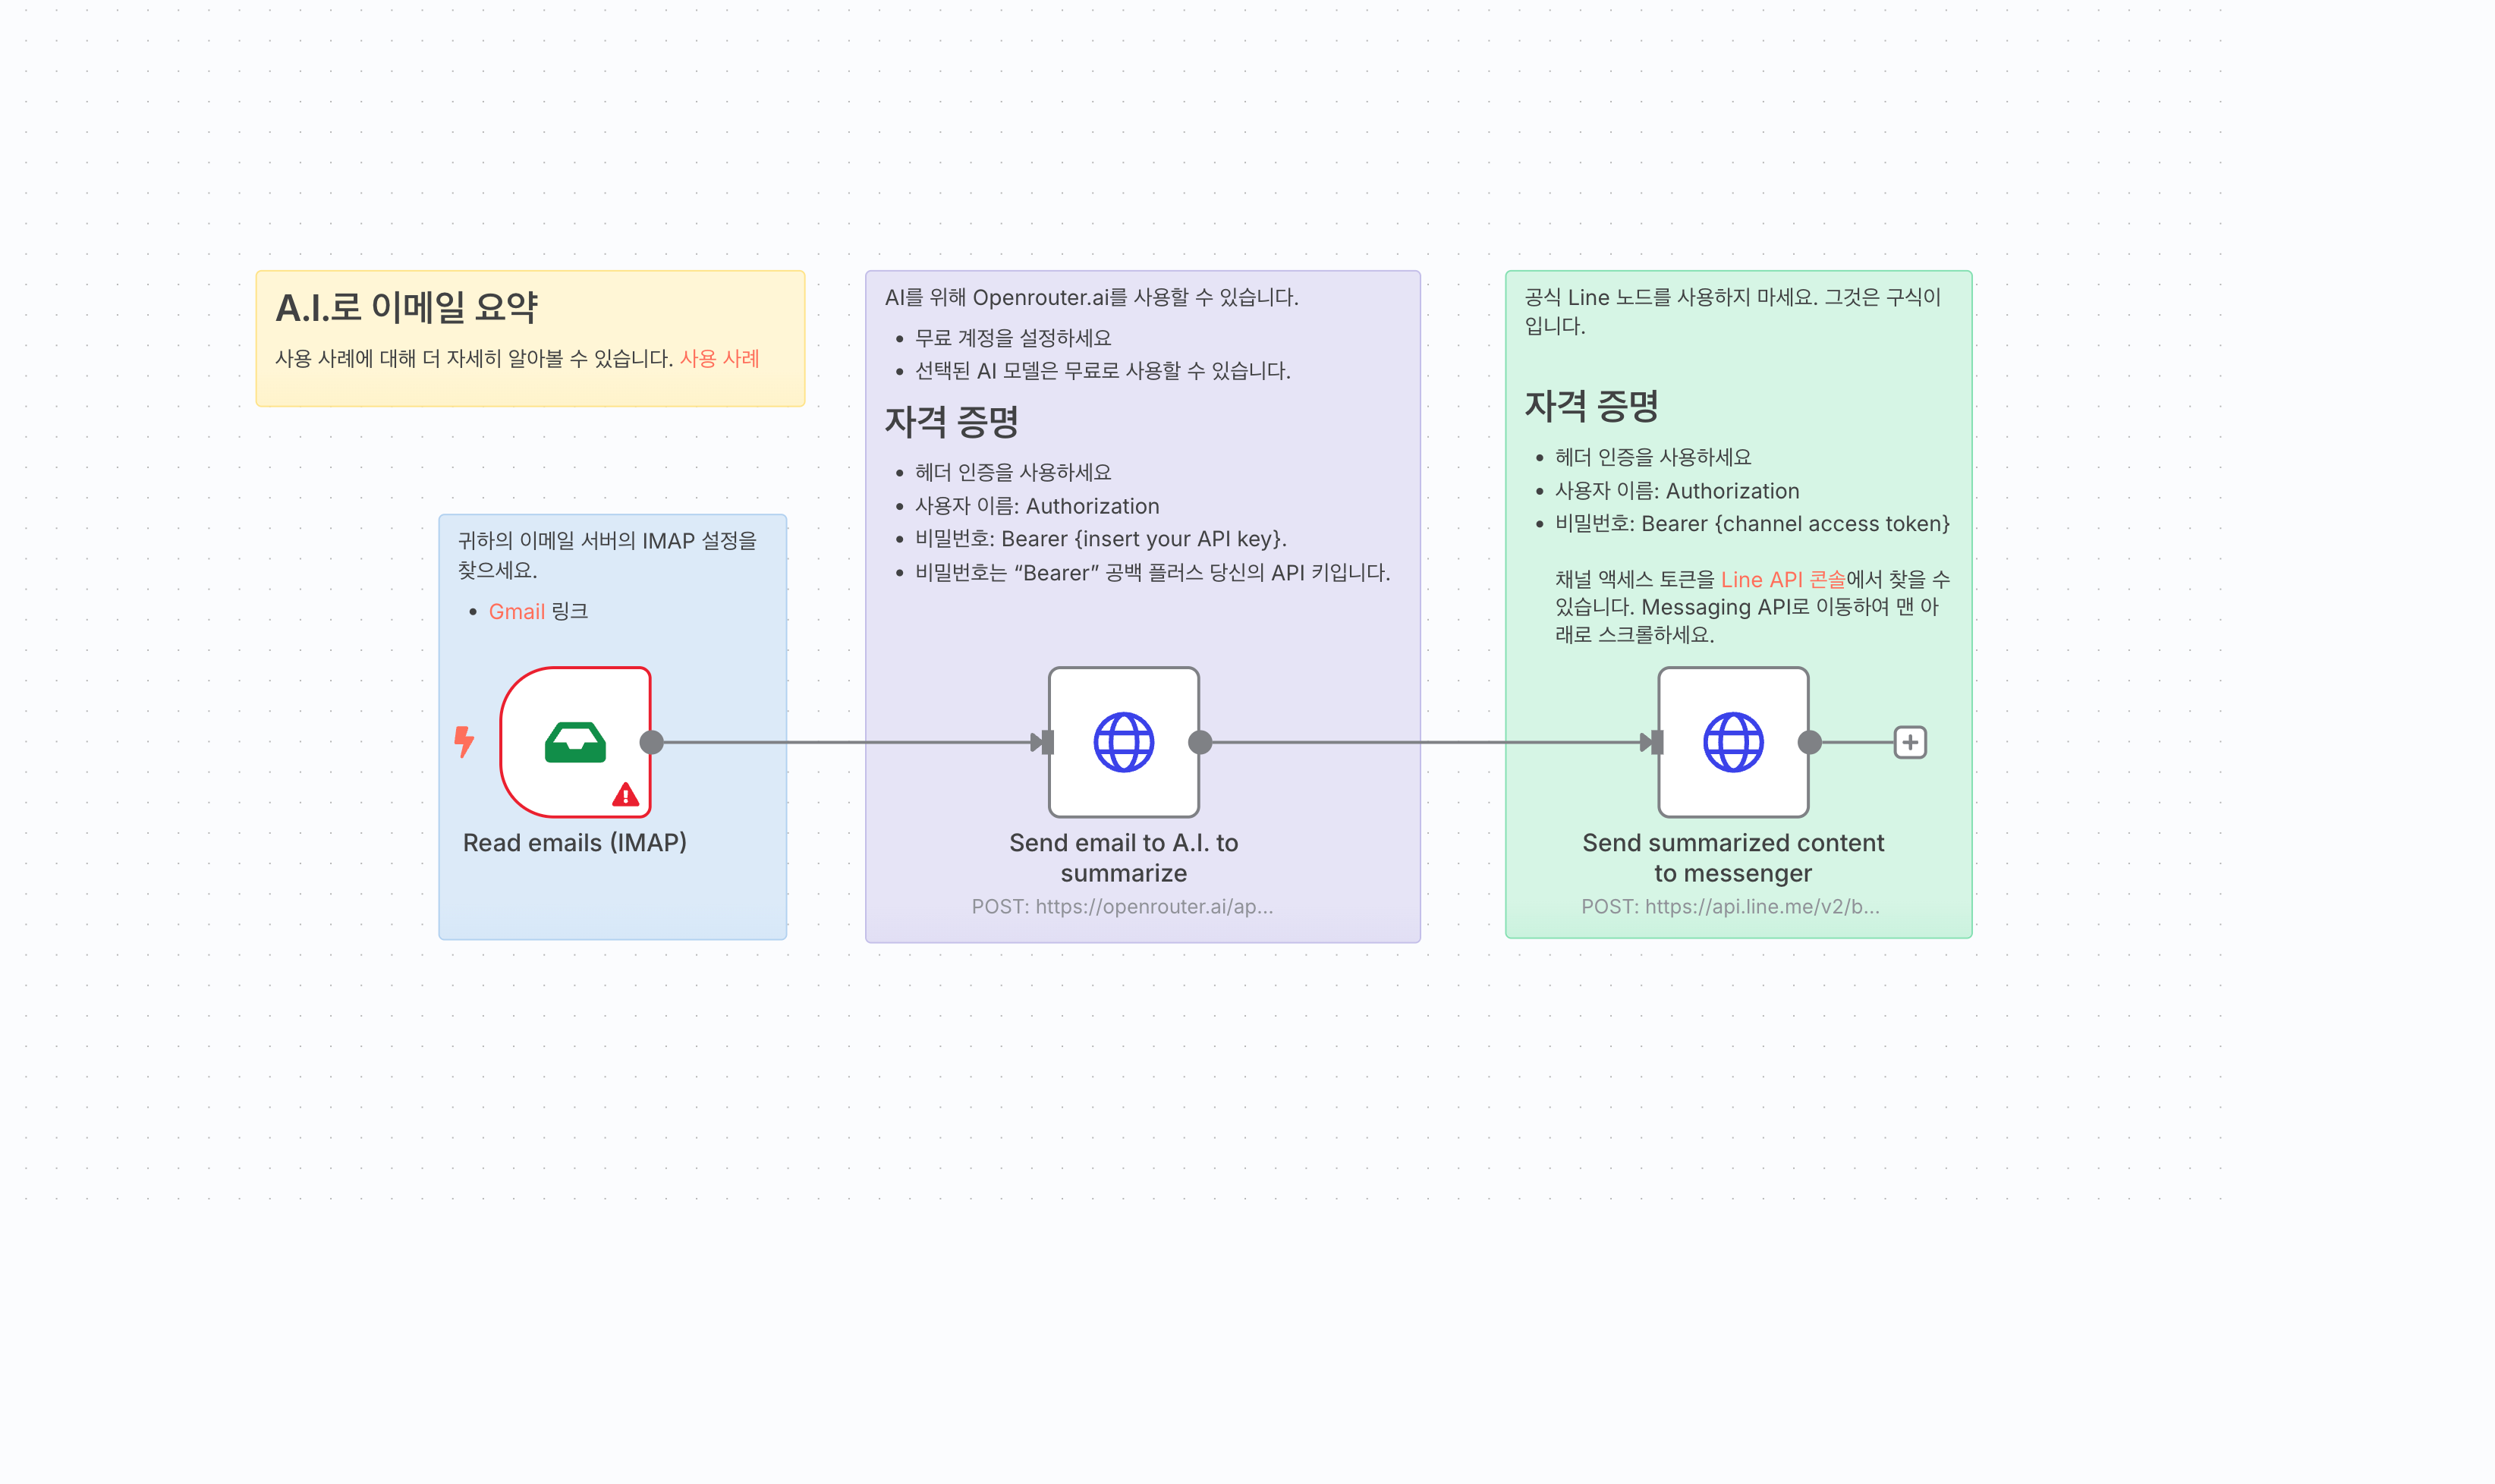 A.I.로 이메일 요약
사용 사례에 대해 더 자세히 알아볼 수 있습니다. 사용 사례
귀하의 이메일 서버의 IMAP 설정을
찾으세요.
Gmail 링크
Read emails (IMAP)
AI를 위해 Openrouter.ai를 사용할 수 있습니다.
무료 계정을 설정하세요
선택된 AI 모델은 무료로 사용할 수 있습니다.
자격 증명
헤더 인증을 사용하세요
사용자 이름: Authorization
비밀번호: Bearer {insert your API key}.
비밀번호는 “Bearer” 공백 플러스 당신의 API 키입니다.
Send email to A.I. to
summarize
POST: https://openrouter.ai/ap...
공식 Line 노드를 사용하지 마세요. 그것은 구식이
입니다.
자격 증명
헤더 인증을 사용하세요
사용자 이름: Authorization
비밀번호: Bearer {channel access token}
채널 액세스 토큰을 Line API 콘솔에서 찾을 수
있습니다. Messaging API로 이동하여 맨 아
래로 스크롤하세요.
Send summarized content
to messenger
POST: https://api.line.me/v2/b...